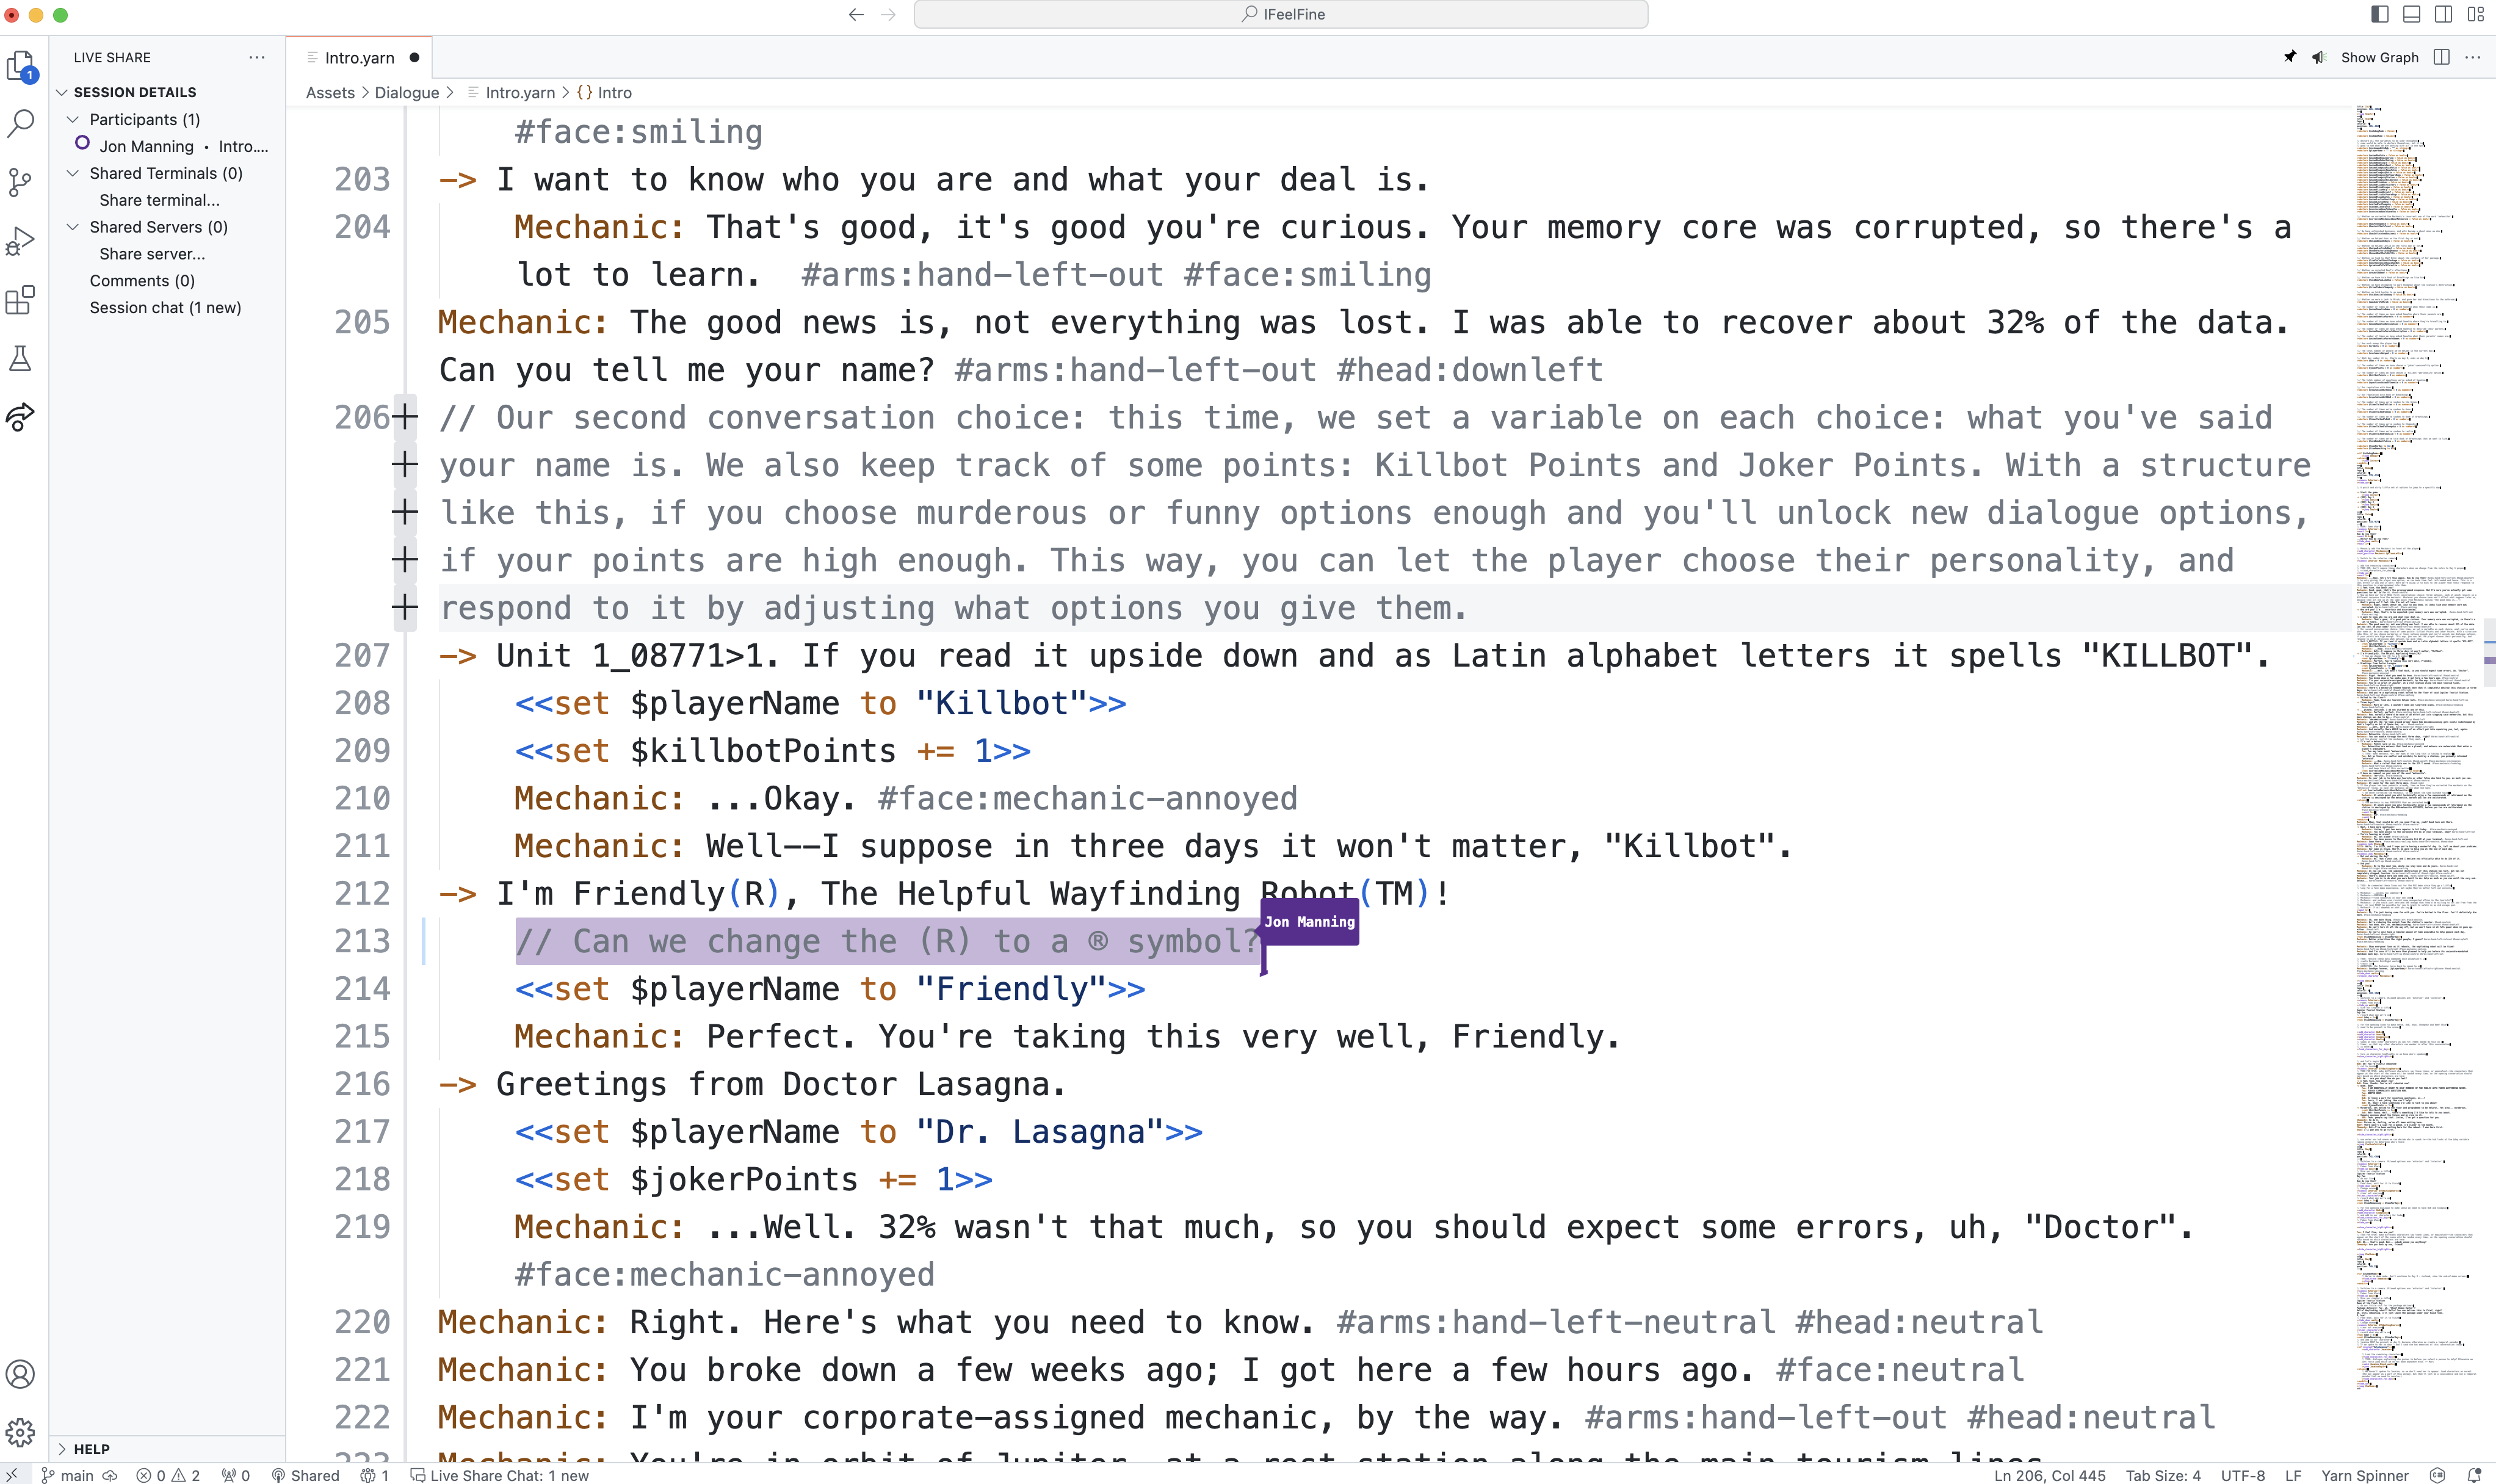 IFeelFine
LIVE SHARE
SESSION DETAILS
Participants (1)
Jon Manning • Intro....
Shared Terminals (0)
Share terminal...
Shared Servers (0)
Share server...
Comments (0)
Session chat (1 new)
HELP
1
Intro.yarn
Show Graph
Assets > Dialogue > Intro.yarn > {} Intro
#face:smiling
203 -> I want to know who you are and what your deal is.
204 Mechanic: That's good, it's good you're curious. Your memory core was corrupted, so there's a
lot to learn.  #arms:hand-left-out #face:smiling
205 Mechanic: The good news is, not everything was lost. I was able to recover about 32% of the data.
Can you tell me your name? #arms:hand-left-out #head:downleft
206 // Our second conversation choice: this time, we set a variable on each choice: what you've said
your name is. We also keep track of some points: Killbot Points and Joker Points. With a structure
like this, if you choose murderous or funny options enough and you'll unlock new dialogue options,
if your points are high enough. This way, you can let the player choose their personality, and
respond to it by adjusting what options you give them.
207 -> Unit 1_08771>1. If you read it upside down and as Latin alphabet letters it spells "KILLBOT".
208 <<set $playerName to "Killbot">>
209 <<set $killbotPoints += 1>>
210 Mechanic: ...Okay. #face:mechanic-annoyed
211 Mechanic: Well--I suppose in three days it won't matter, "Killbot".
212 -> I'm Friendly(R), The Helpful Wayfinding Robot(TM)!
Jon Manning
213 // Can we change the (R) to a ® symbol?
214 <<set $playerName to "Friendly">>
215 Mechanic: Perfect. You're taking this very well, Friendly.
216 -> Greetings from Doctor Lasagna.
217 <<set $playerName to "Dr. Lasagna">>
218 <<set $jokerPoints += 1>>
219 Mechanic: ...Well. 32% wasn't that much, so you should expect some errors, uh, "Doctor".
#face:mechanic-annoyed
220 Mechanic: Right. Here's what you need to know. #arms:hand-left-neutral #head:neutral
221 Mechanic: You broke down a few weeks ago; I got here a few hours ago. #face:neutral
222 Mechanic: I'm your corporate-assigned mechanic, by the way. #arms:hand-left-out #head:neutral
223 Mechanic: You're in orbit of Jupiter, at a rest station along the main tourism lines.
main 0 2 0 Shared 1 Live Share Chat: 1 new
Ln 206, Col 445 Tab Size: 4 UTF-8 LF Yarn Spinner